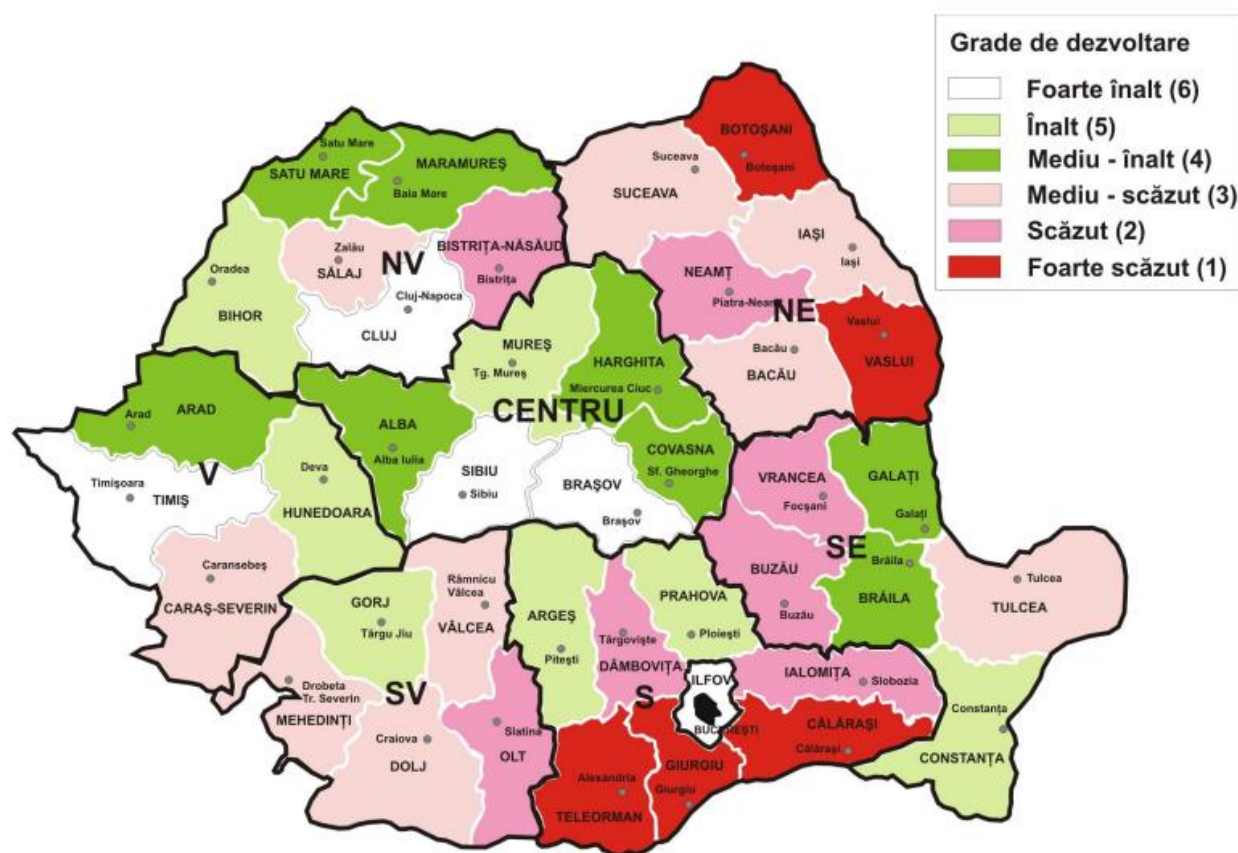 Grade de dezvoltare
Foarte înalt (6)
Înalt (5)
Mediu - înalt (4)
Mediu - scăzut (3)
Scăzut (2)
Foarte scăzut (1)
BOTOŞANI
Botoşani
Satu Mare
SATU MARE
MARAMUREŞ
Baia Mare
Suceava
SUCEAVA
IAŞI
Iaşi
BISTRIŢA-NĂSĂUD
Bistriţa
Zalău
SĂLAJ
NV
Oradea
BIHOR
Cluj-Napoca
CLUJ
NEAMŢ
Piatra-Neamţ
NE
Vaslui
VASLUI
Bacău
BACĂU
MUREŞ
Tg. Mureş
HARGHITA
Miercurea Ciuc
CENTRU
Arad
ARAD
ALBA
Alba Iulia
COVASNA
Sf. Gheorghe
V
Timişoara
TIMIŞ
Deva
HUNEDOARA
SIBIU
Sibiu
BRAŞOV
Braşov
VRANCEA
Focşani
GALAŢI
Galaţi
SE
Caransebeş
CARAŞ-SEVERIN
GORJ
Târgu Jiu
Râmnicu
Vâlcea
VÂLCEA
ARGEŞ
Piteşti
Târgovişte
DÂMBOVIŢA
PRAHOVA
Ploieşti
BUZĂU
Buzău
Brăila
BRĂILA
Tulcea
TULCEA
Drobeta
Tr. Severin
MEHEDINŢI
SV
Craiova
DOLJ
Slatina
OLT
S
ILFOV
BUCUREŞTI
IALOMIŢA
Slobozia
CĂLĂRAŞI
Călăraşi
Constanţa
CONSTANŢA
Alexandria
TELEORMAN
GIURGIU
Giurgiu